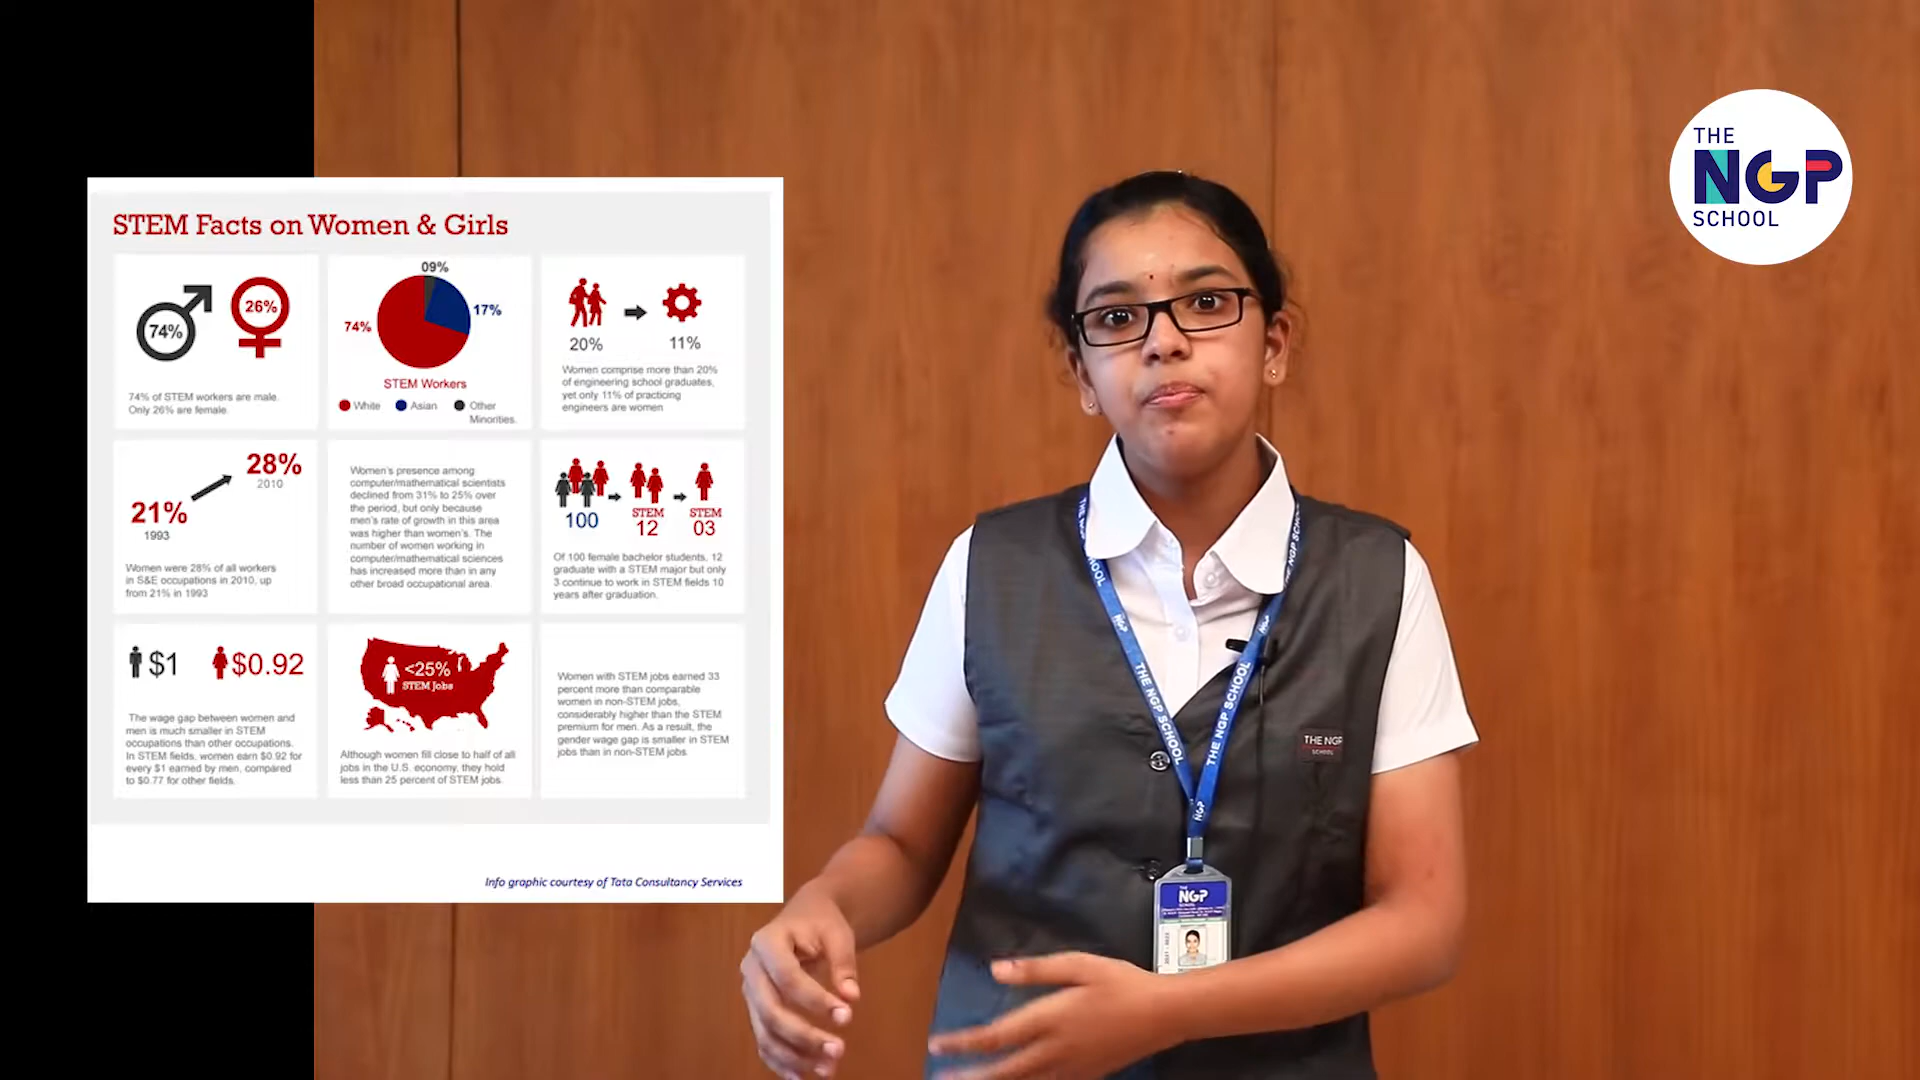 STEM Facts on Women & Girls
74%
26%
74% of STEM workers are male.
Only 26% are female.
09%
17%
74%
STEM Workers
White
Asian
Other
Minorities.
20%
11%
Women comprise more than 20%
of engineering school graduates,
yet only 11% of practicing
engineers are women
28%
2010
21%
1993
Women were 28% of all workers
in S&E occupations in 2010, up
from 21% in 1993
Women's presence among
computer/mathematical scientists
declined from 31% to 25% over
the period, but only because
men's rate of growth in this area
was higher than women's. The
number of women working in
computer/mathematical sciences
has increased more than in any
other broad occupational area.
100
STEM
12
STEM
03
Of 100 female bachelor students, 12
graduate with a STEM major but only
3 continue to work in STEM fields 10
years after graduation.
$1
$0.92
The wage gap between women and
men is much smaller in STEM
occupations than other occupations.
In STEM fields, women earn $0.92 for
every $1 earned by men, compared
to $0.77 for other fields.
<25%
STEM Jobs
Although women fill close to half of all
jobs in the U.S. economy, they hold
less than 25 percent of STEM jobs.
Women with STEM jobs earned 33
percent more than comparable
women in non-STEM jobs,
considerably higher than the STEM
premium for men. As a result, the
gender wage gap is smaller in STEM
jobs than in non-STEM jobs.
Info graphic courtesy of Tata Consultancy Services
THE
NGP
SCHOOL
THE NGP SCHOOL
NGP
THE NGP SCHOOL
NGP
THE NGP SCHOOL
NGP
THE NGP
SCHOOL
THE
NGP
SCHOOL